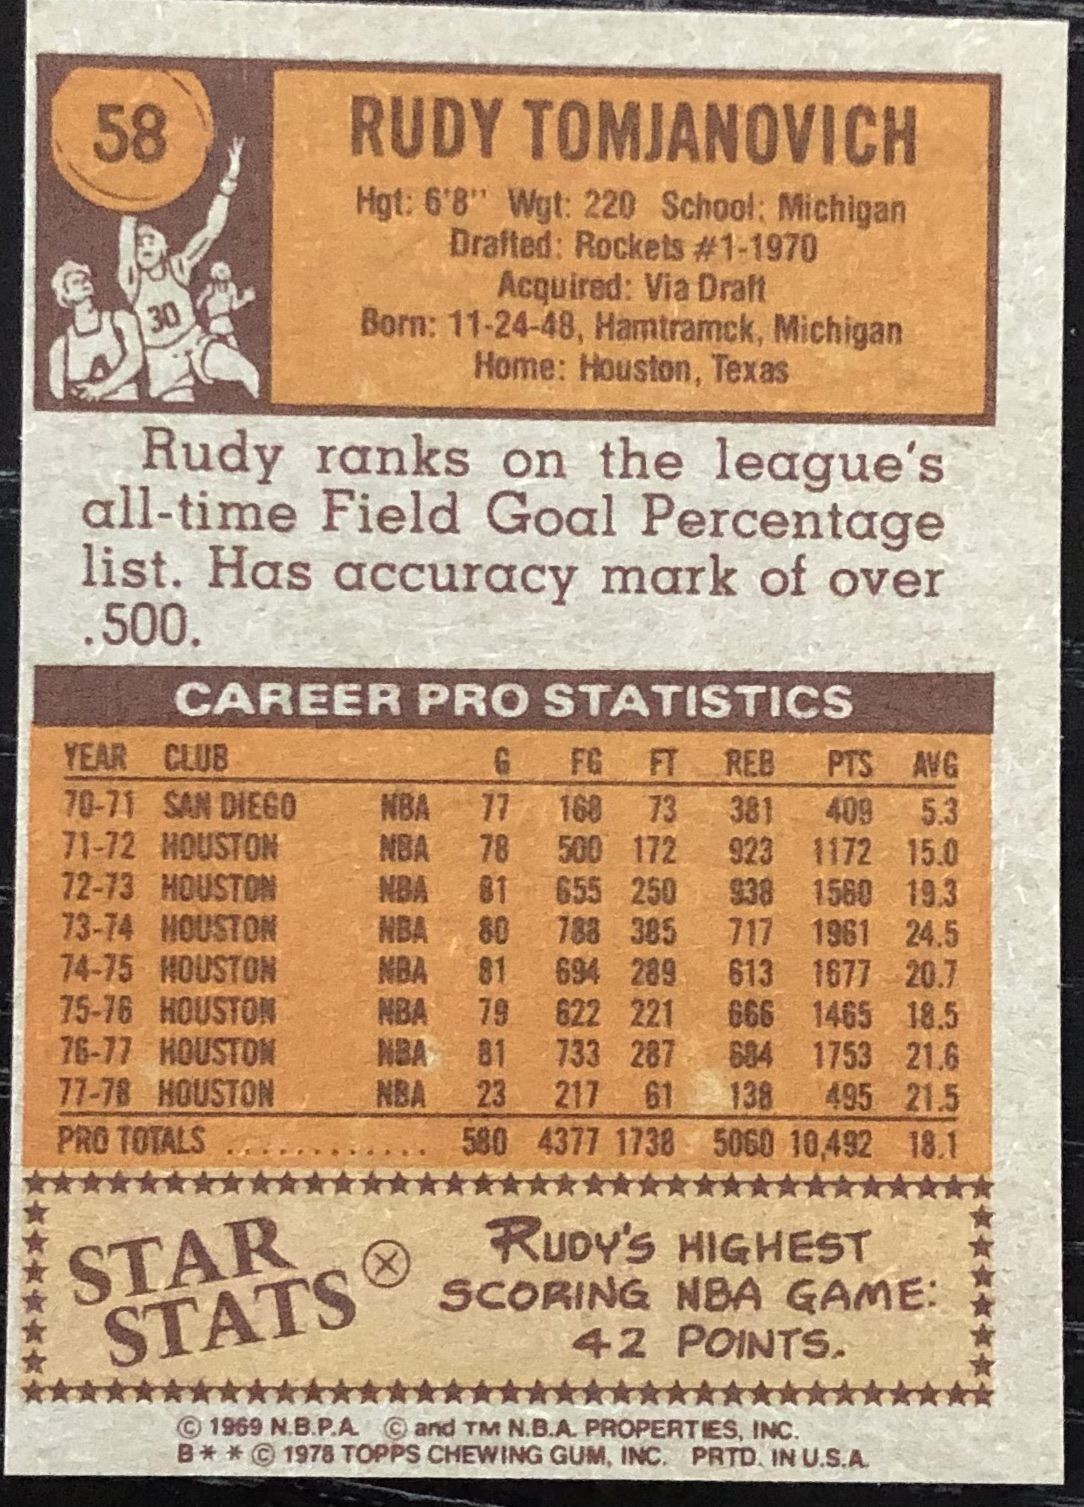 58
RUDY TOMJANOVICH
Hgt: 6'8" Wgt: 220 School: Michigan
Drafted: Rockets #1-1970
Acquired: Via Draft
Born: 11-24-48, Hamtramck, Michigan
Home: Houston, Texas
30
Rudy ranks on the league's
all-time Field Goal Percentage
list. Has accuracy mark of over
.500.
CAREER PRO STATISTICS
YEAR CLUB G FG FT REB PTS AVG
70-71 SAN DIEGO NBA 77 168 73 381 409 5.3
71-72 HOUSTON NBA 78 500 172 923 1172 15.0
72-73 HOUSTON NBA 81 655 250 938 1560 19.3
73-74 HOUSTON NBA 80 788 385 717 1961 24.5
74-75 HOUSTON NBA 81 694 289 613 1677 20.7
75-76 HOUSTON NBA 79 622 221 666 1465 18.5
76-77 HOUSTON NBA 81 733 287 684 1753 21.6
77-78 HOUSTON NBA 23 217 61 138 495 21.5
PRO TOTALS ............ 580 4377 1738 5060 10,492 18.1
STAR
STATS
RUDY'S HIGHEST
SCORING NBA GAME:
42 POINTS.
© 1969 N.B.P.A. © and TM N.B.A. PROPERTIES, INC.
B * * © 1978 TOPPS CHEWING GUM, INC. PRTD. IN U.S.A.